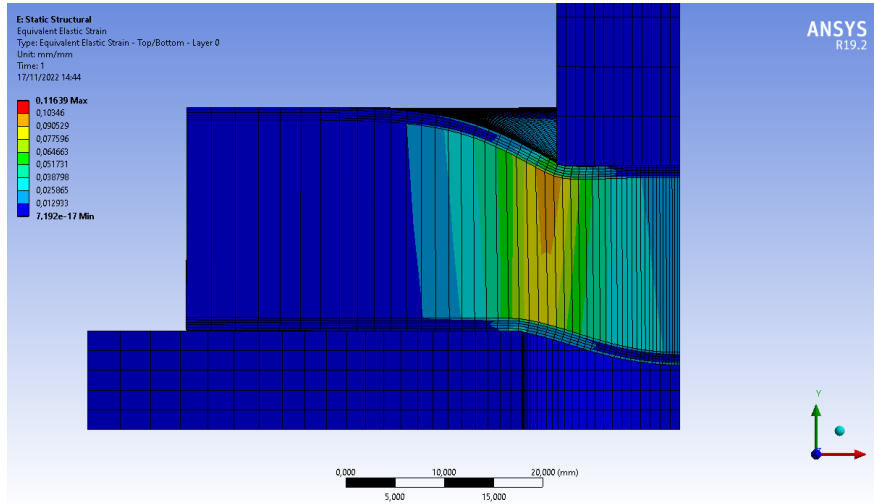 E: Static Structural
Equivalent Elastic Strain
Type: Equivalent Elastic Strain - Top/Bottom - Layer 0
Unit: mm/mm
Time: 1
17/11/2022 14:44
0,11639 Max
0,10346
0,090529
0,077596
0,064663
0,051731
0,038798
0,025865
0,012933
7,192e-17 Min
ANSYS
R19.2
Y
0,000 10,000 20,000 (mm)
5,000 15,000